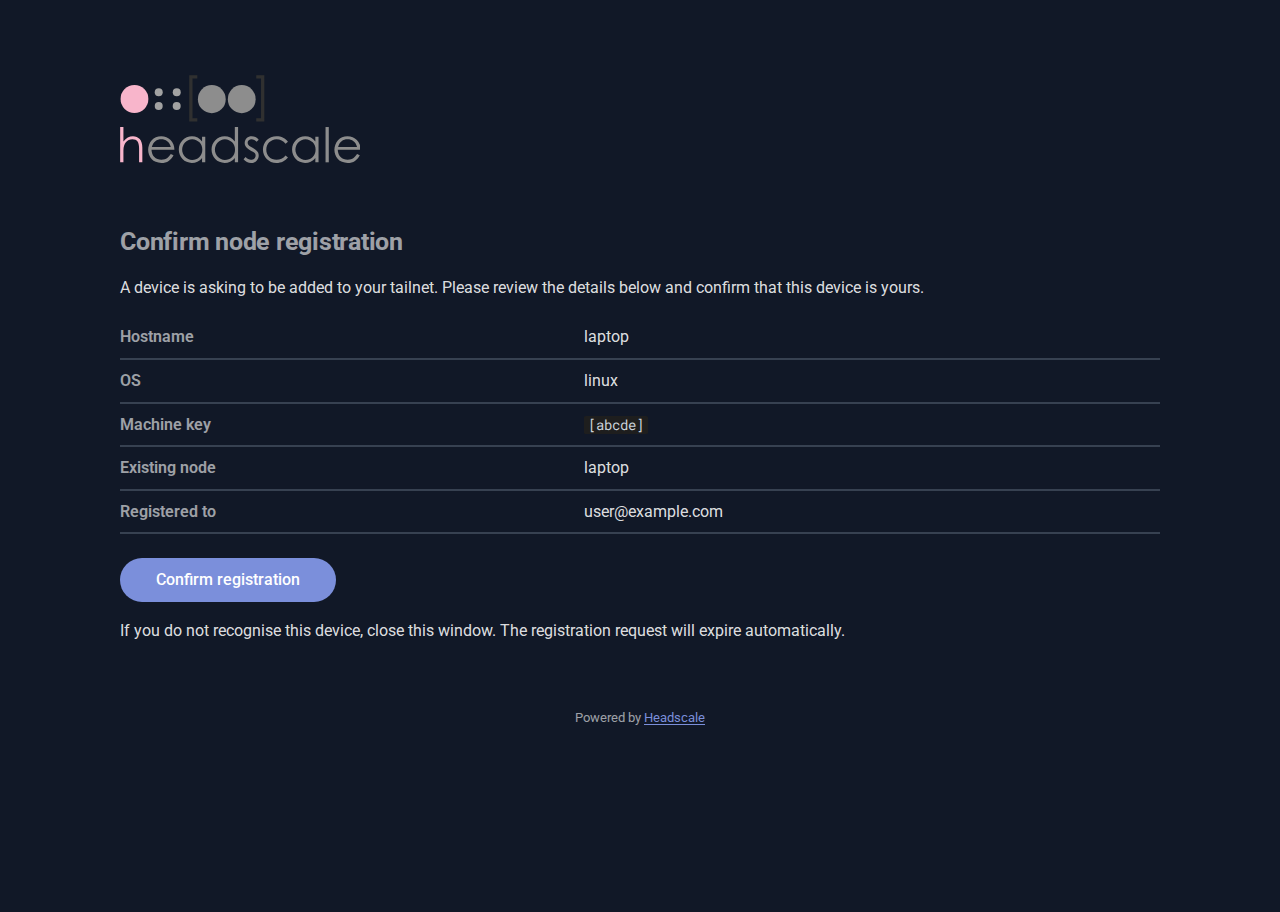 headscale
Confirm node registration
A device is asking to be added to your tailnet. Please review the details below and confirm that this device is yours.
Hostname laptop
OS linux
Machine key [abcde]
Existing node laptop
Registered to user@example.com
Confirm registration
If you do not recognise this device, close this window. The registration request will expire automatically.
Powered by Headscale